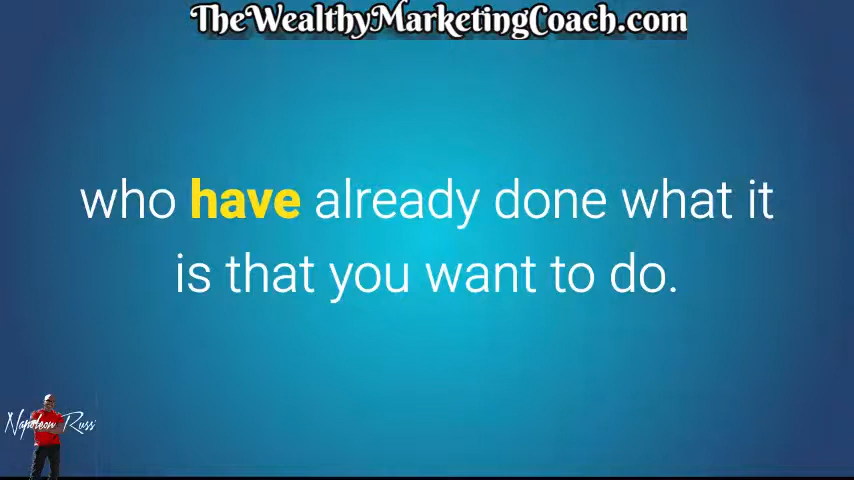 TheWealthyMarketingCoach.com
who have already done what it
is that you want to do.
Napoleon Russ